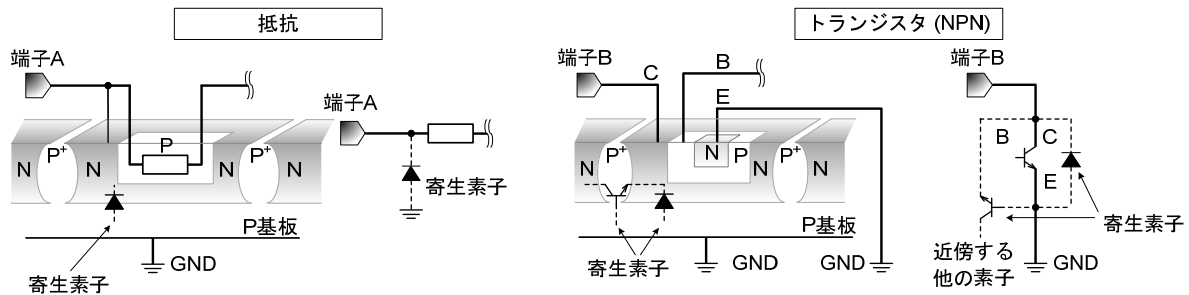 抵抗
端子A
N
P+
N
P
P+
N
P基板
GND
寄生素子
端子A
寄生素子
トランジスタ (NPN)
端子B
C
B
E
N
P+
N
N
P
P+
N
P基板
寄生素子
GND
GND
端子B
B
C
E
寄生素子
近傍する
他の素子
GND